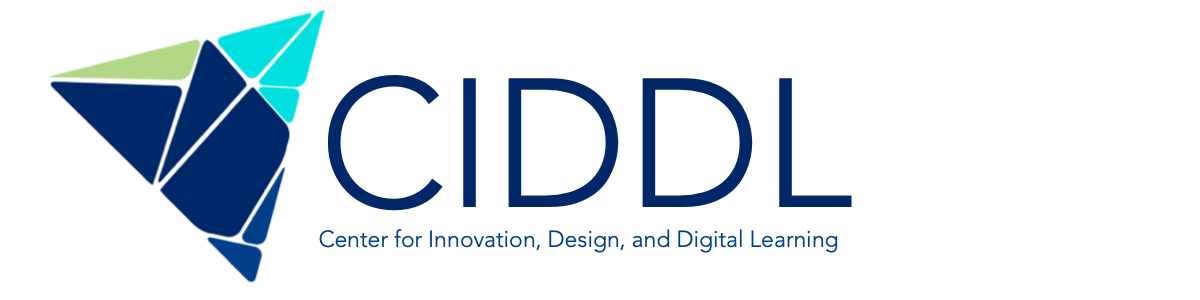 CIDDL
Center for Innovation, Design, and Digital Learning